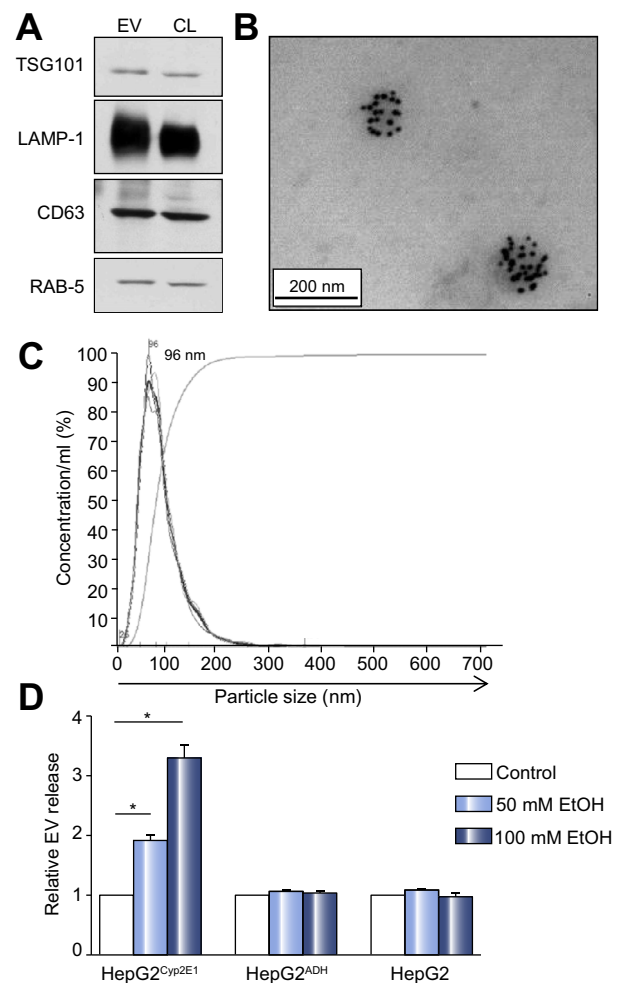 A
EV CL
TSG101
LAMP-1
CD63
RAB-5
B
200 nm
C
96
96 nm
Concentration/ml (%)
100
90
80
70
60
50
40
30
20
10
0 100 200 300 400 500 600 700
Particle size (nm)
D
Relative EV release
4
3
2
1
0
* 
*
HepG2Cyp2E1 HepG2ADH HepG2
Control
50 mM EtOH
100 mM EtOH